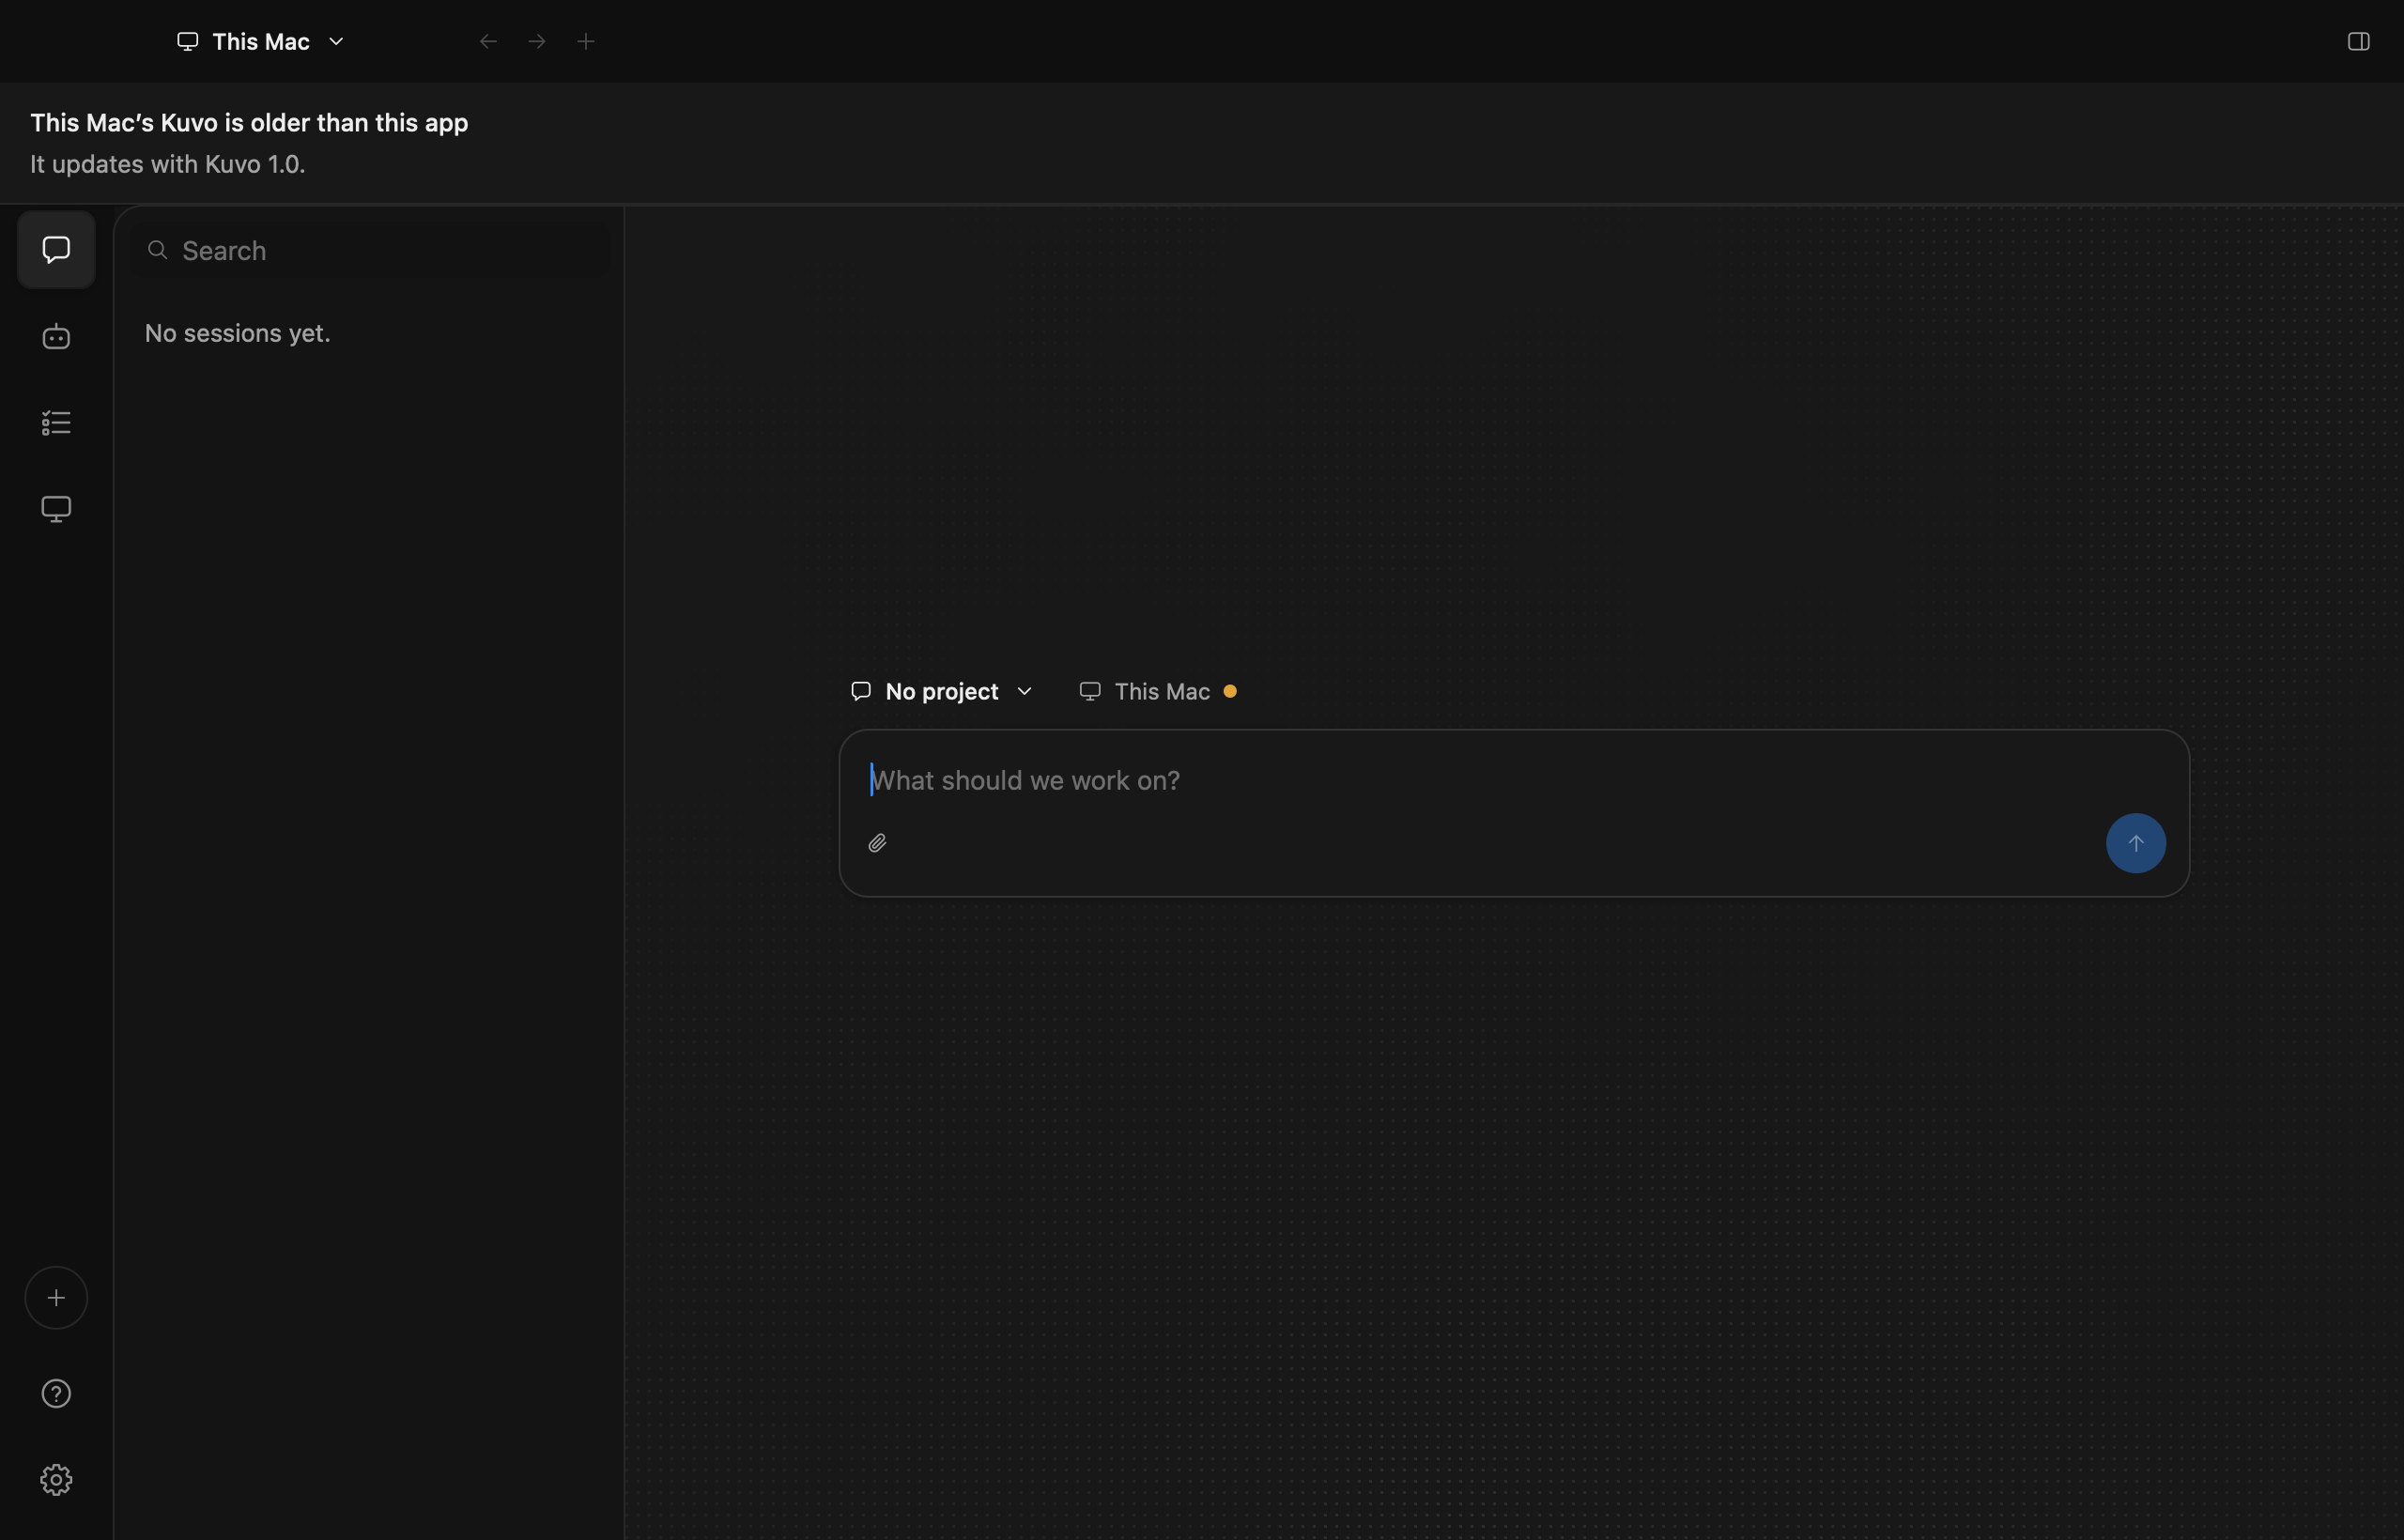 This Mac
This Mac’s Kuvo is older than this app
It updates with Kuvo 1.0.
Search
No sessions yet.
No project
This Mac
What should we work on?